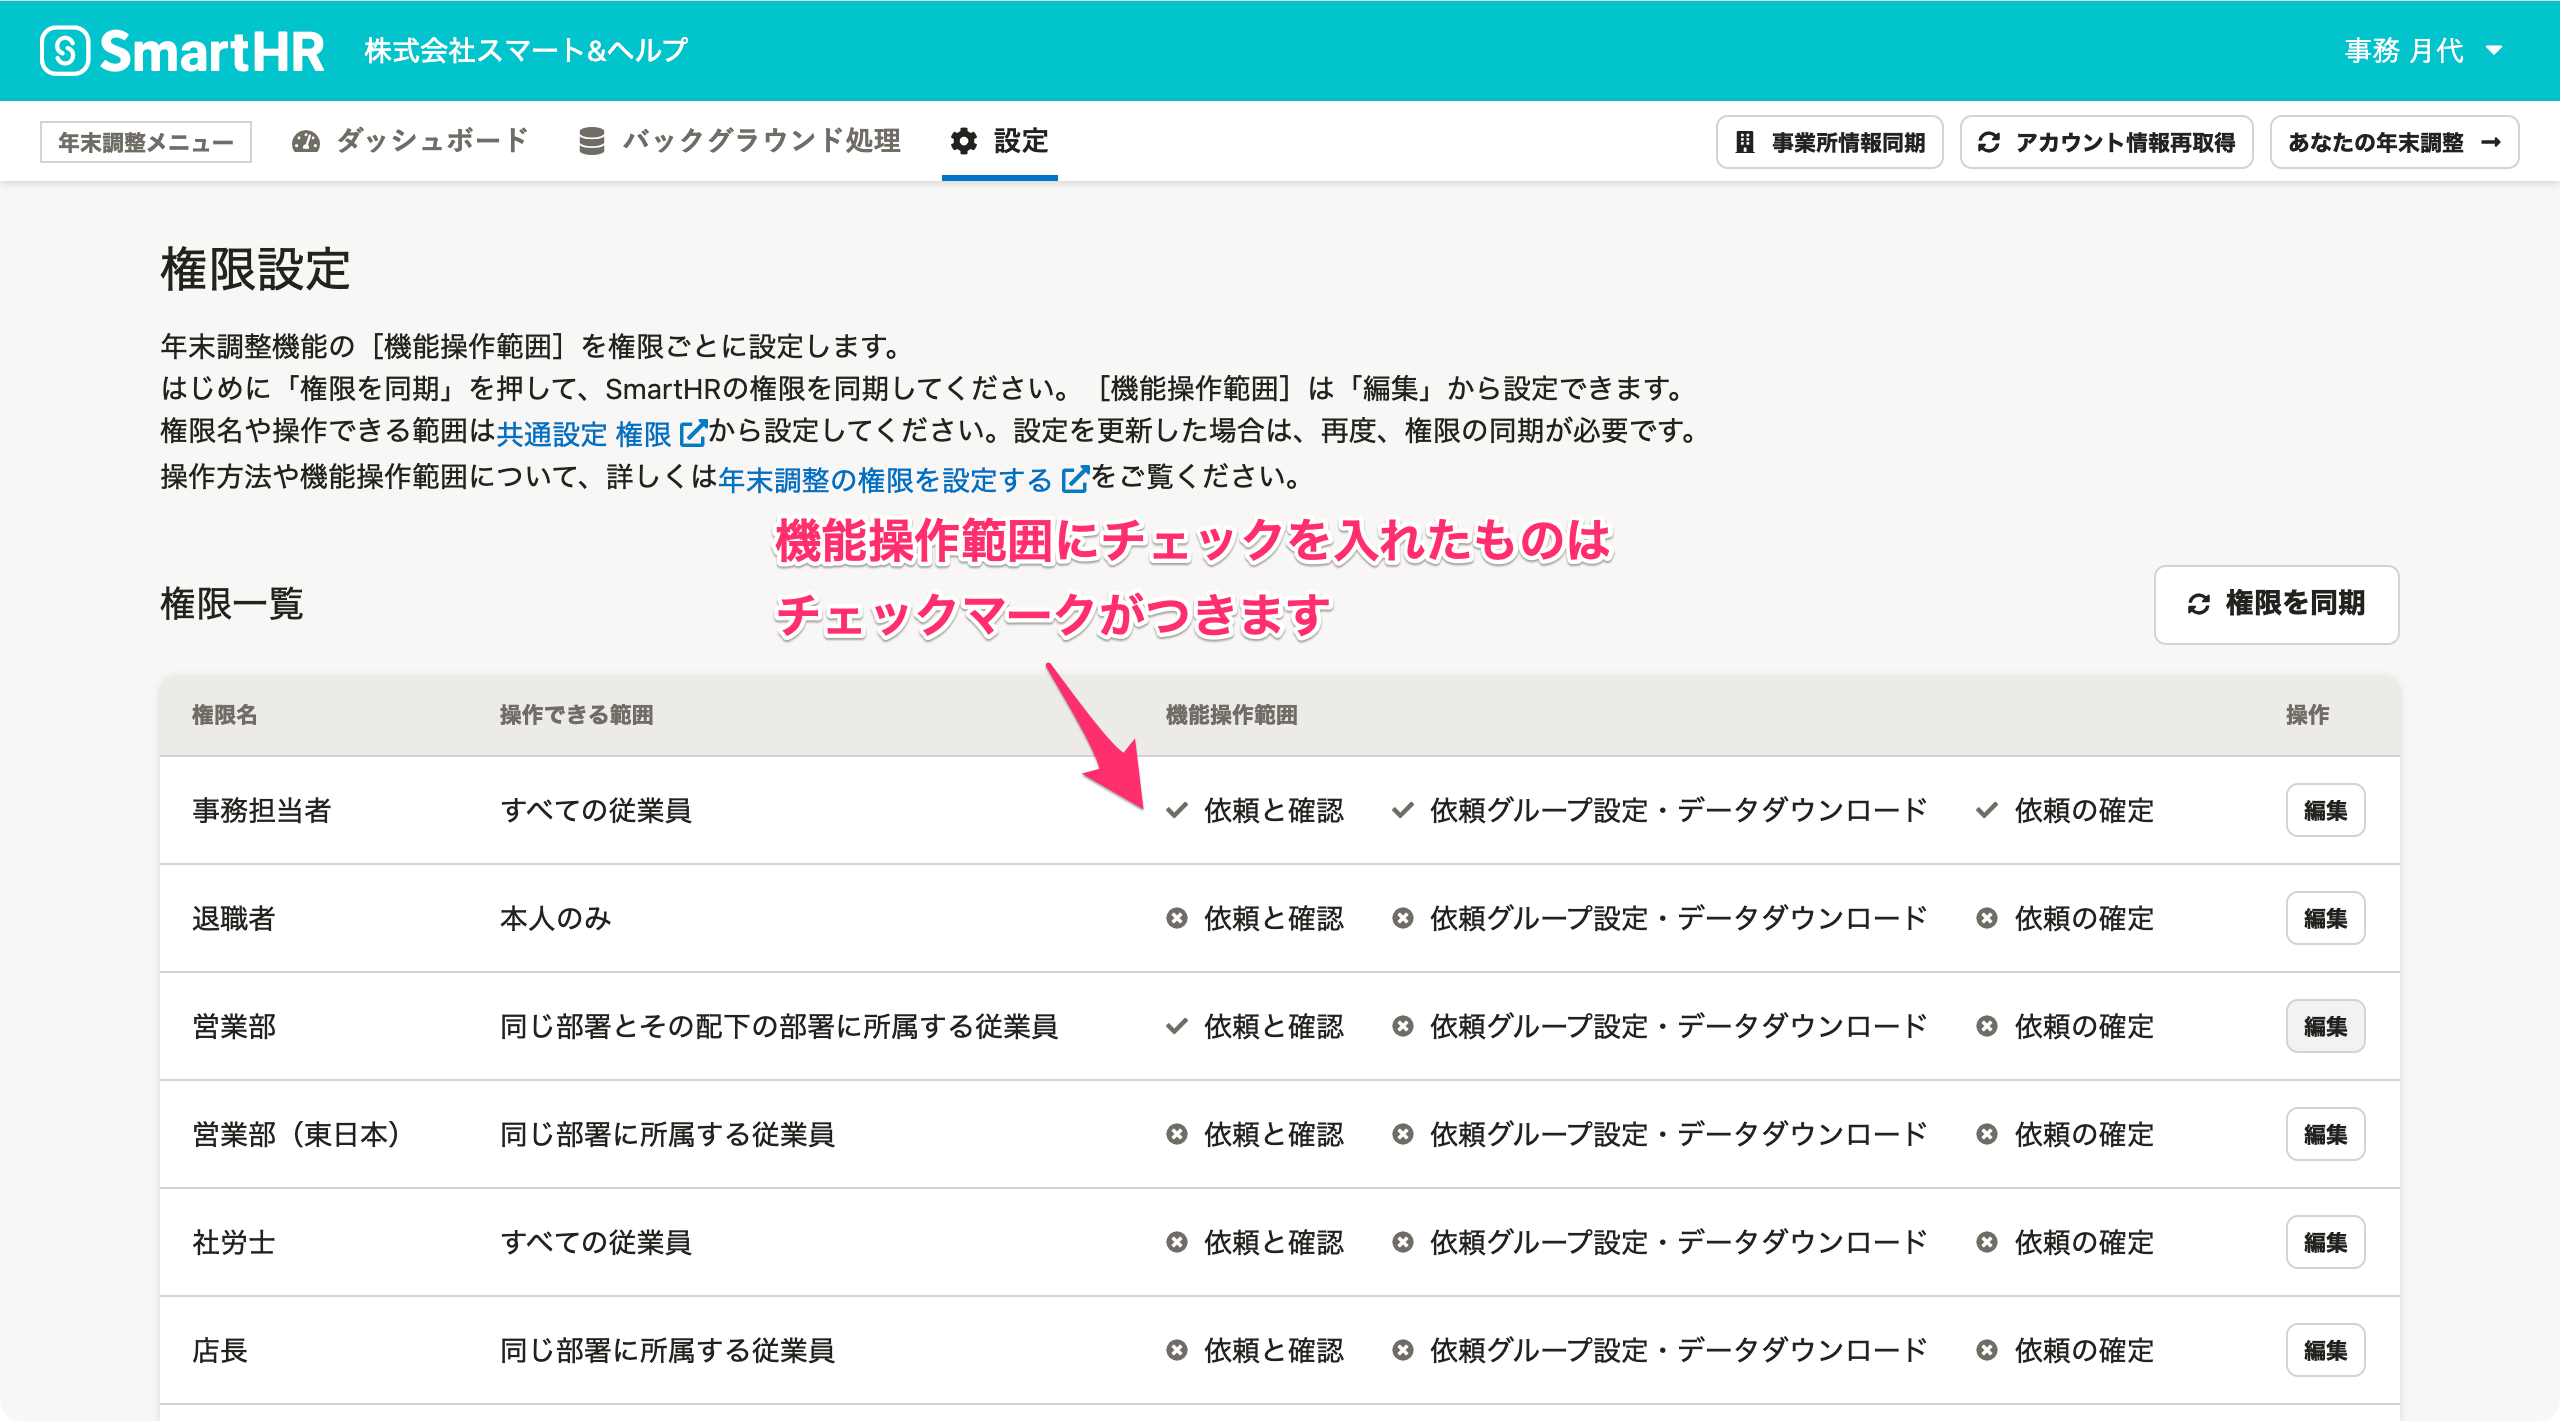 SmartHR 株式会社スマート&ヘルプ 事務 月代
年末調整メニュー ダッシュボード バックグラウンド処理 設定 事業所情報同期 アカウント情報再取得 あなたの年末調整 →
権限設定
年末調整機能の［機能操作範囲］を権限ごとに設定します。
はじめに「権限を同期」を押して、SmartHRの権限を同期してください。［機能操作範囲］は「編集」から設定できます。
権限名や操作できる範囲は共通設定 権限から設定してください。設定を更新した場合は、再度、権限の同期が必要です。
操作方法や機能操作範囲について、詳しくは年末調整の権限を設定するをご覧ください。
機能操作範囲にチェックを入れたものは
チェックマークがつきます
権限一覧 権限を同期
権限名 操作できる範囲 機能操作範囲 操作
事務担当者 すべての従業員 依頼と確認 依頼グループ設定・データダウンロード 依頼の確定 編集
退職者 本人のみ 依頼と確認 依頼グループ設定・データダウンロード 依頼の確定 編集
営業部 同じ部署とその配下の部署に所属する従業員 依頼と確認 依頼グループ設定・データダウンロード 依頼の確定 編集
営業部（東日本） 同じ部署に所属する従業員 依頼と確認 依頼グループ設定・データダウンロード 依頼の確定 編集
社労士 すべての従業員 依頼と確認 依頼グループ設定・データダウンロード 依頼の確定 編集
店長 同じ部署に所属する従業員 依頼と確認 依頼グループ設定・データダウンロード 依頼の確定 編集